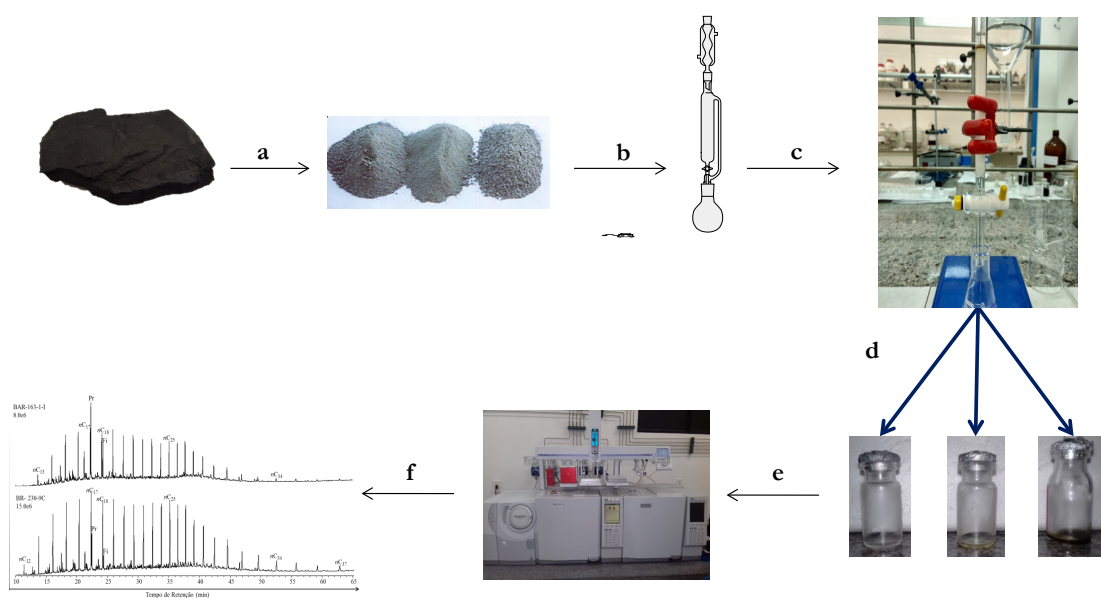 a
b
c
d
e
f
BAR-163-1-I
8.0e6
Pr
nC17
nC18
Fi
nC25
nC15
nC34
BR- 230-9C
15.0e6
nC17
nC18
nC25
Pr
Fi
nC12
nC34
nC37
10 15 20 25 30 35 40 45 50 55 60 65
Tempo de Retenção (min)